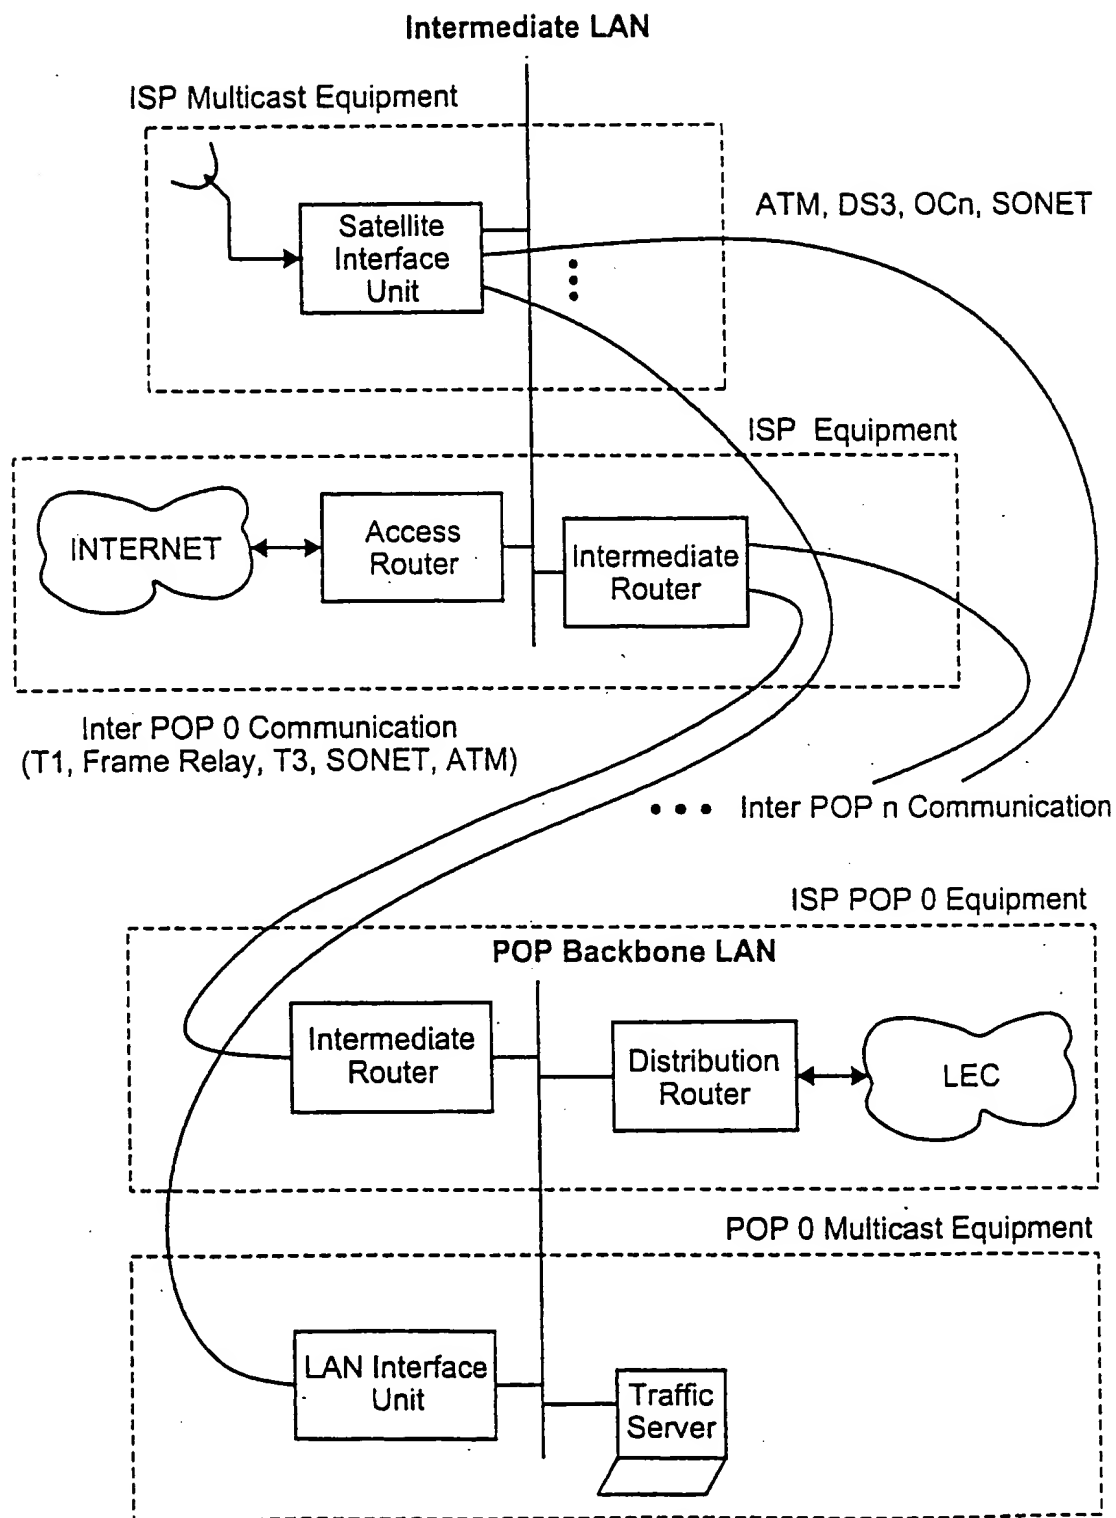 Intermediate LAN
ISP Multicast Equipment
ATM, DS3, OCn, SONET
Satellite
Interface
Unit
ISP Equipment
INTERNET
Access
Router
Intermediate
Router
Inter POP 0 Communication
(T1, Frame Relay, T3, SONET, ATM)
Inter POP n Communication
ISP POP 0 Equipment
POP Backbone LAN
Intermediate
Router
Distribution
Router
LEC
POP 0 Multicast Equipment
LAN Interface
Unit
Traffic
Server